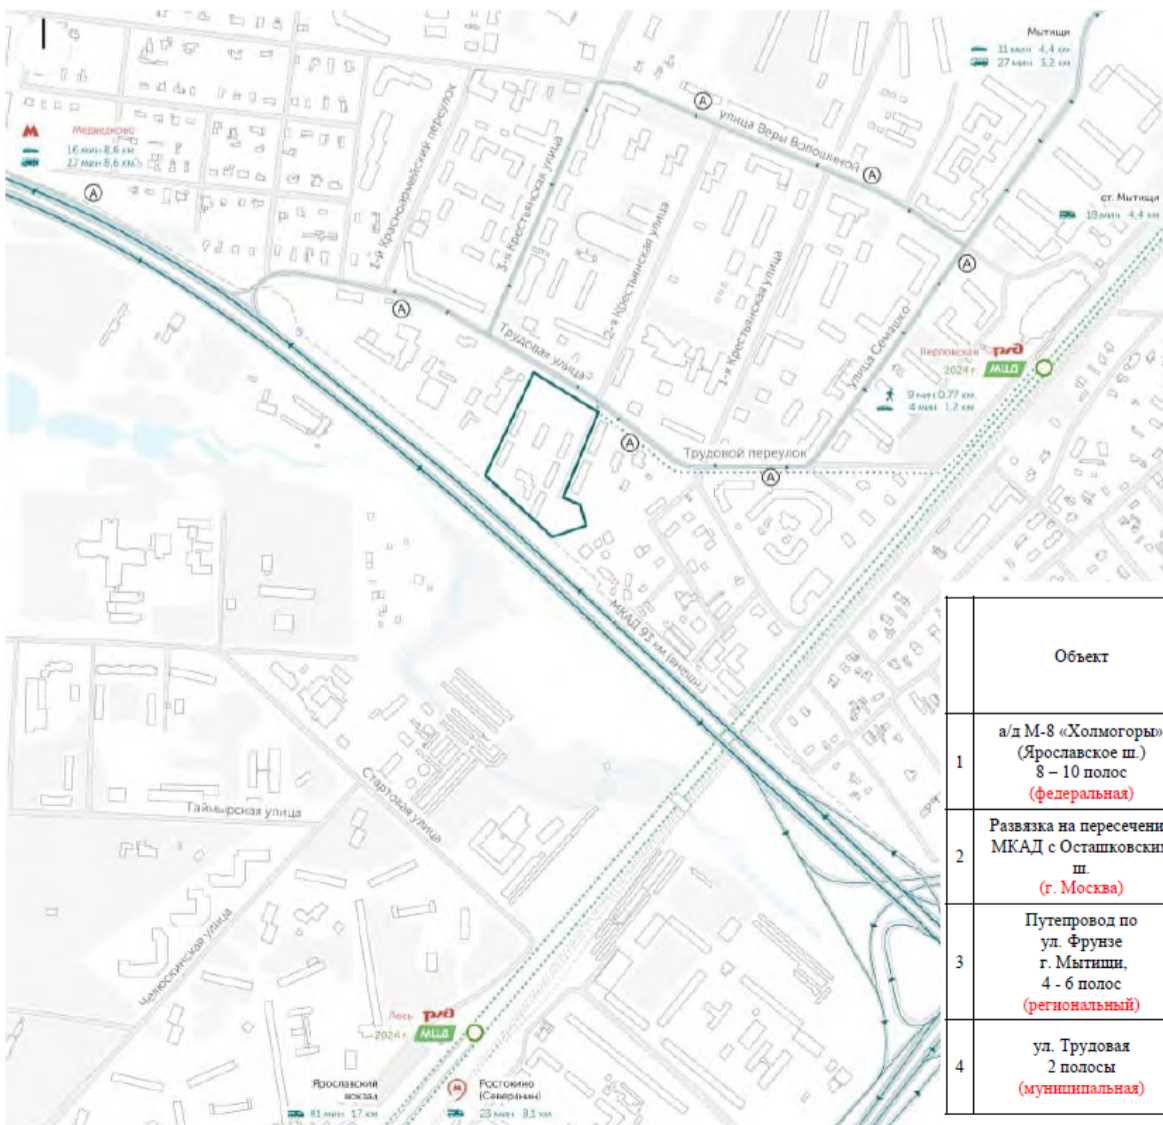 Мытищи
11 мин 4,4 км
27 мин 3,2 км
М Медведково
16 мин 8,6 км
27 мин 8,6 км
А
А
улица Веры Волошиной
А
1-й Красноармейский переулок
3-я Крестьянская улица
2-я Крестьянская улица
1-я Крестьянская улица
ст. Мытищи
18 мин 4,4 км
А
А
Трудовая улица
улица Семашко
Перловская РЖД
2024 г. МЦД
9 мин 0,77 км
4 мин 1,2 км
А
Трудовой переулок
А
МКАД 93 км (внешн.)
Таймырская улица
Стартовая улица
Челюскинская улица
Лось РЖД
2024 г. МЦД
Ярославский
вокзал
41 мин 17 км
М Ростокино
(Северянин)
23 мин 8,1 км
Объект
1
а/д М-8 «Холмогоры»
(Ярославское ш.)
8 – 10 полос
(федеральная)
2
Развязка на пересечени
МКАД с Осташковски
ш.
(г. Москва)
3
Путепровод по
ул. Фрунзе
г. Мытищи,
4 - 6 полос
(региональный)
4
ул. Трудовая
2 полосы
(муниципальная)